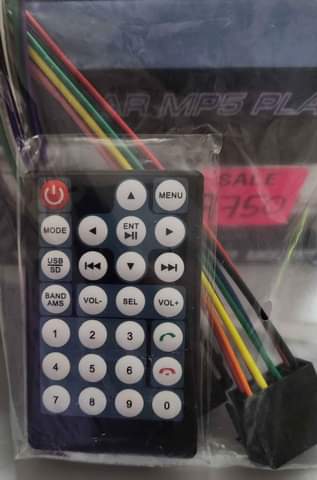 AR MP5 PLA
SALE
9750
MENU
MODE
ENT
USB
SD
BAND
AMS
VOL-
SEL
VOL+
1
2
3
4
5
6
7
8
9
0